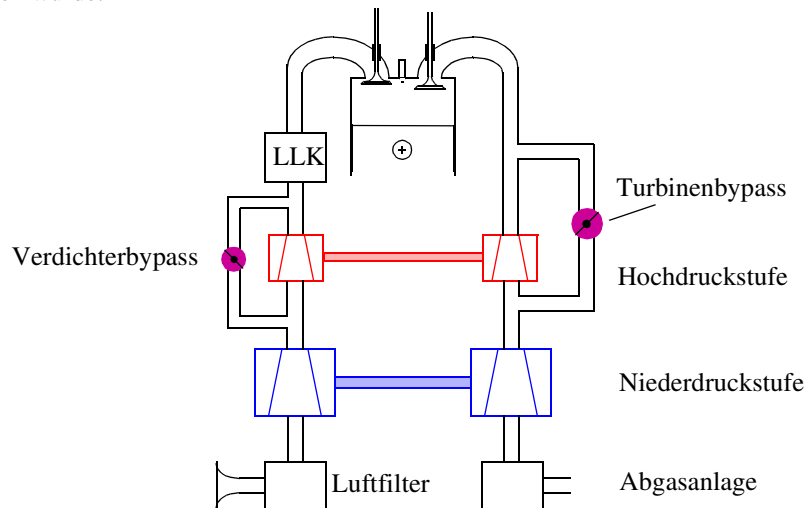 LLK
Turbinenbypass
Verdichterbypass
Hochdruckstufe
Niederdruckstufe
Luftfilter
Abgasanlage